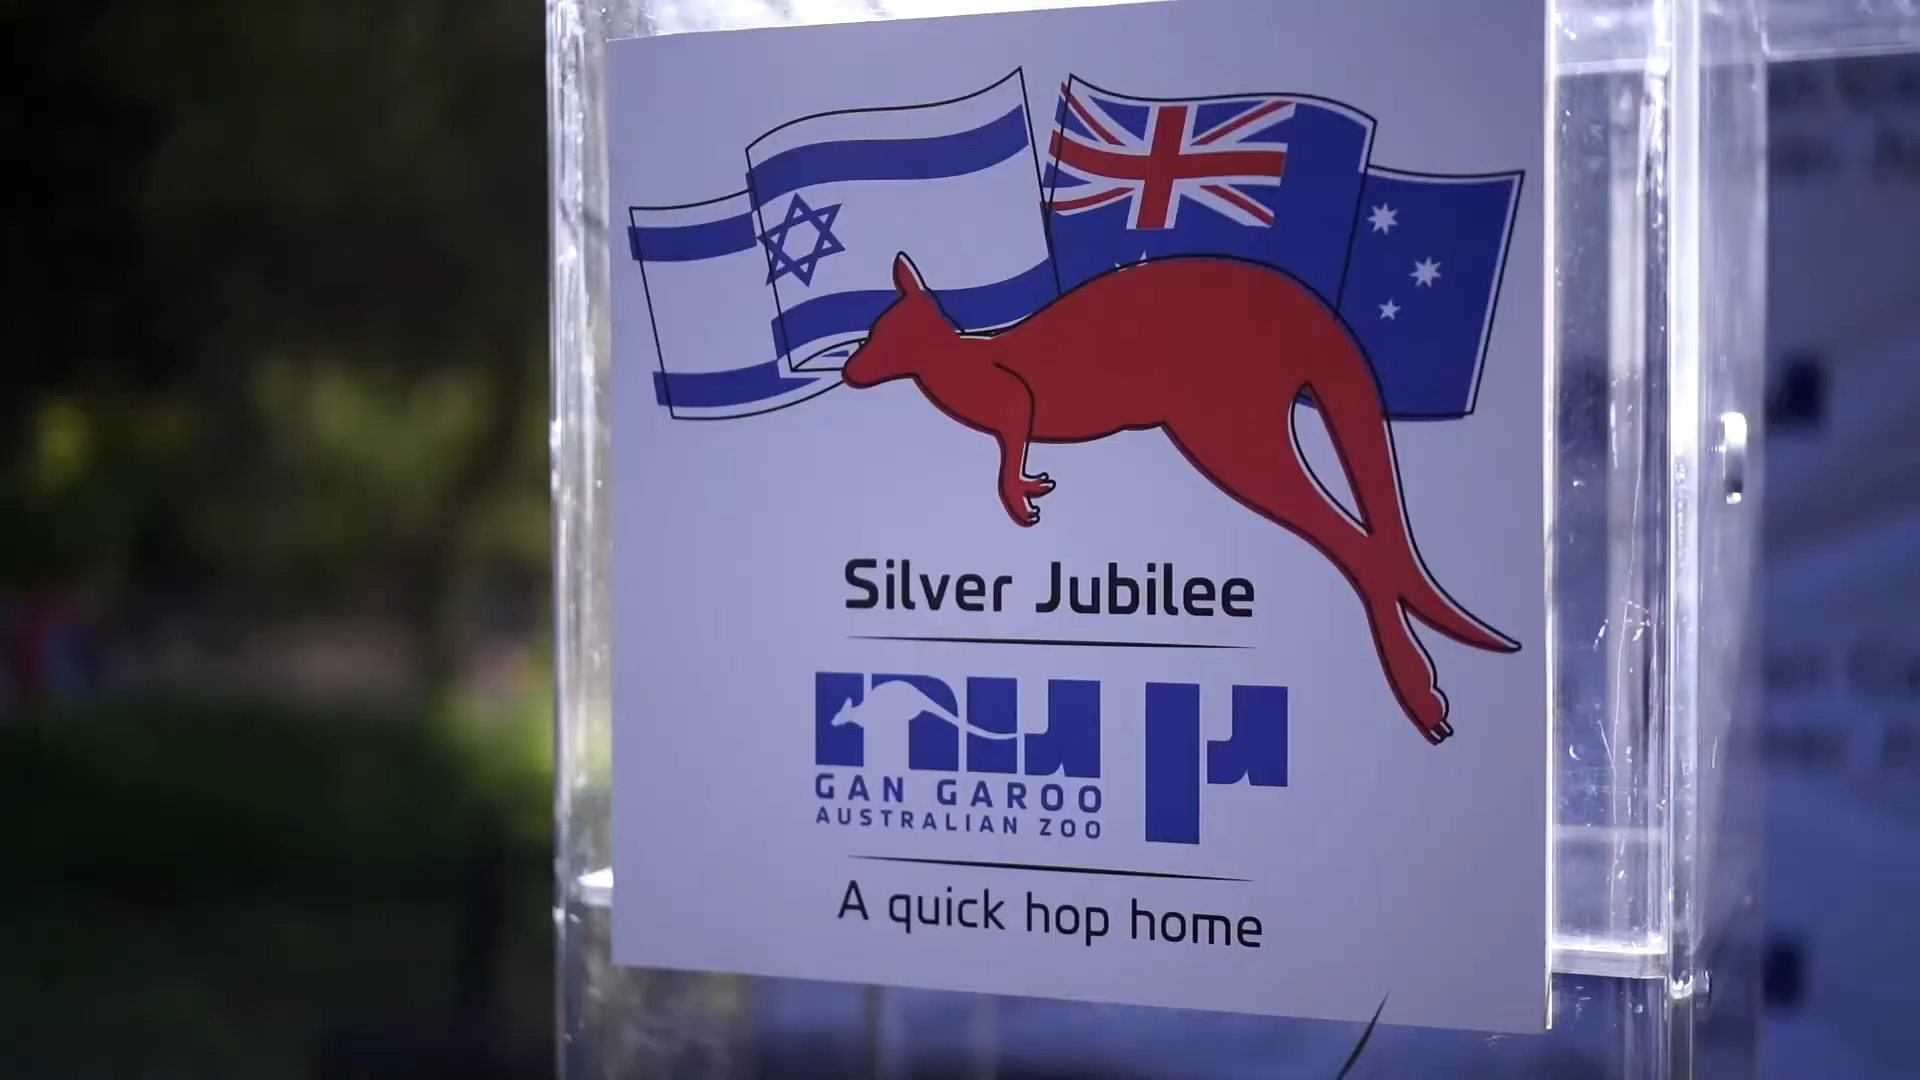 Silver Jubilee
גן גורו
GAN GAROO
AUSTRALIAN ZOO
A quick hop home